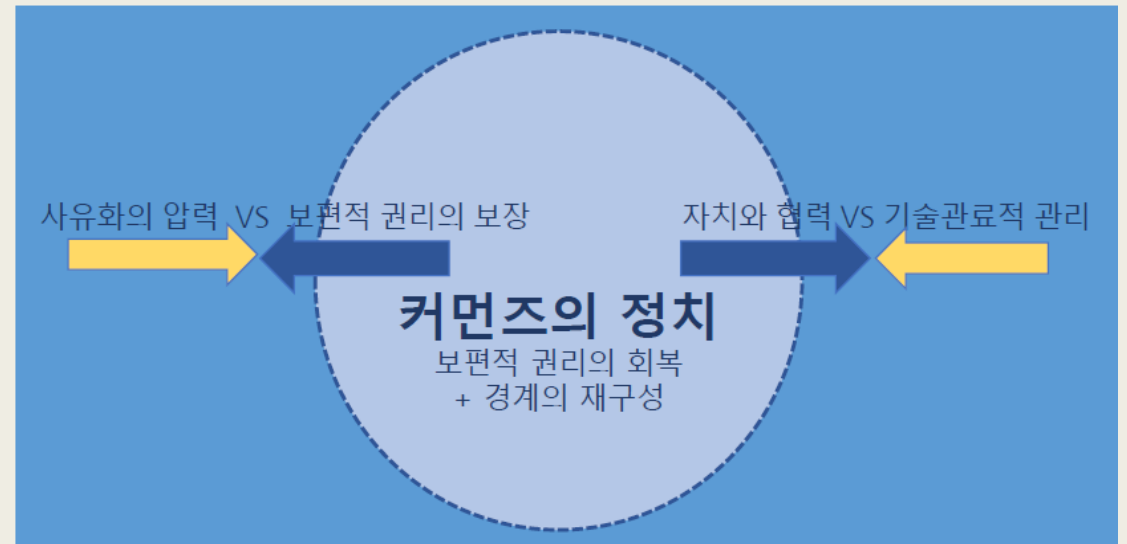 사유화의 압력 VS 보편적 권리의 보장
자치와 협력 VS 기술관료적 관리
커먼즈의 정치
보편적 권리의 회복
+ 경계의 재구성